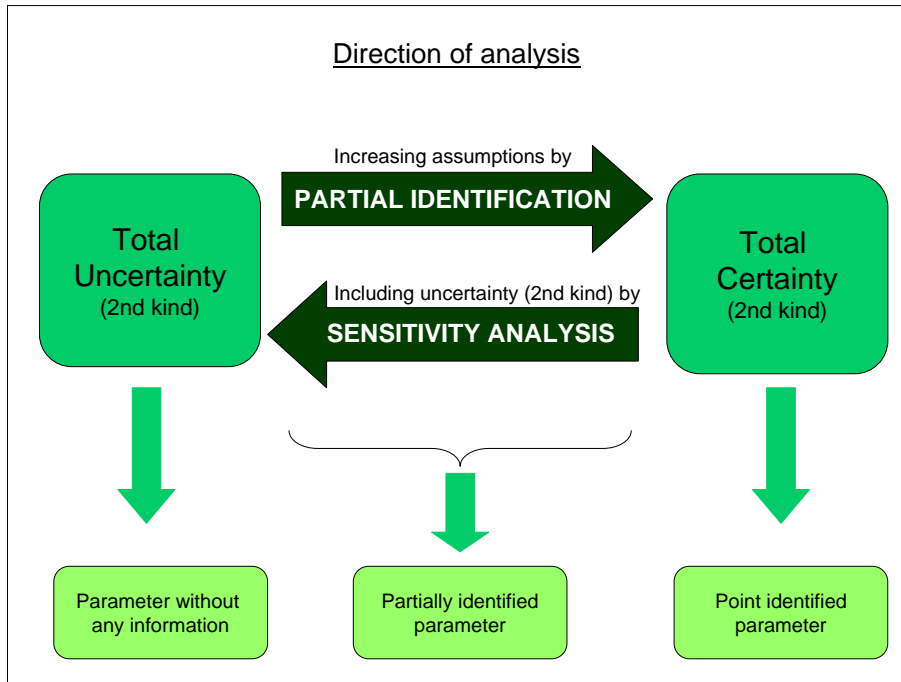 Direction of analysis
Increasing assumptions by
PARTIAL IDENTIFICATION
Total
Uncertainty
(2nd kind)
Total
Certainty
(2nd kind)
Including uncertainty (2nd kind) by
SENSITIVITY ANALYSIS
Parameter without
any information
Partially identified
parameter
Point identified
parameter